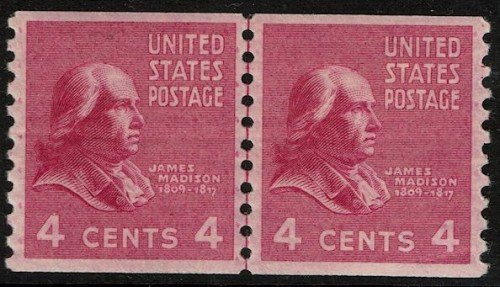 UNITED
STATES
POSTAGE
JAMES
MADISON
1809-1817
4 CENTS 4
UNITED
STATES
POSTAGE
JAMES
MADISON
1809-1817
4 CENTS 4